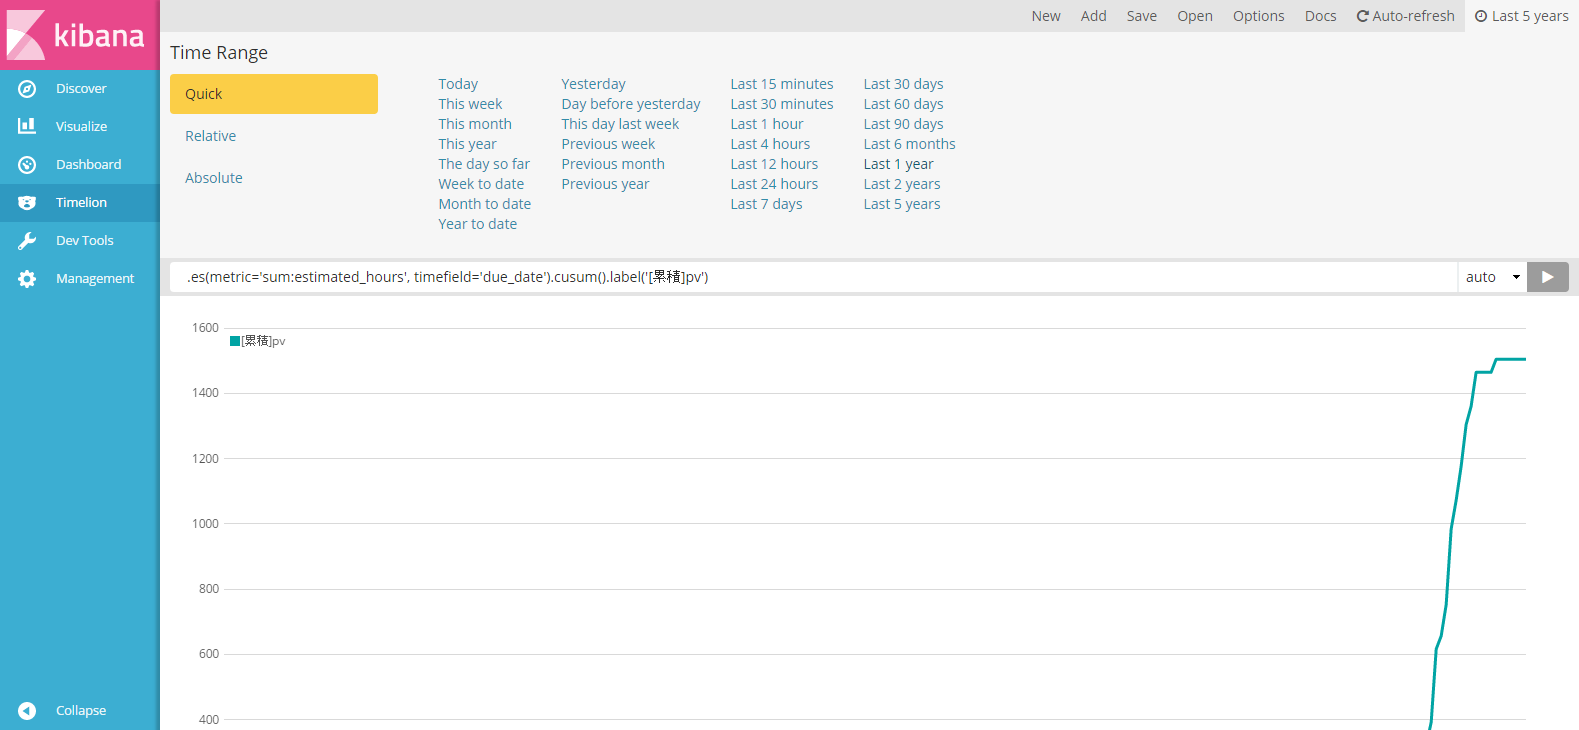 kibana
New Add Save Open Options Docs Auto-refresh Last 5 years
Discover
Visualize
Dashboard
Timelion
Dev Tools
Management
Collapse
Time Range
Quick
Relative
Absolute
Today
This week
This month
This year
The day so far
Week to date
Month to date
Year to date
Yesterday
Day before yesterday
This day last week
Previous week
Previous month
Previous year
Last 15 minutes
Last 30 minutes
Last 1 hour
Last 4 hours
Last 12 hours
Last 24 hours
Last 7 days
Last 30 days
Last 60 days
Last 90 days
Last 6 months
Last 1 year
Last 2 years
Last 5 years
.es(metric='sum:estimated_hours', timefield='due_date').cusum().label('[累積]pv')
auto
[累積]pv
1600
1400
1200
1000
800
600
400